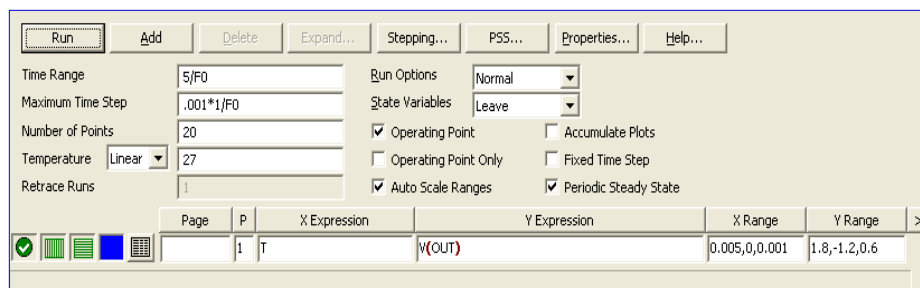 Run Add Delete Expand... Stepping... PSS... Properties... Help...
Time Range 5/F0 Run Options Normal
Maximum Time Step .001*1/F0 State Variables Leave
Number of Points 20 Operating Point Accumulate Plots
Temperature Linear 27 Operating Point Only Fixed Time Step
Retrace Runs 1 Auto Scale Ranges Periodic Steady State
Page P X Expression Y Expression X Range Y Range >
1 T V(OUT) 0.005,0,0.001 1.8,-1.2,0.6